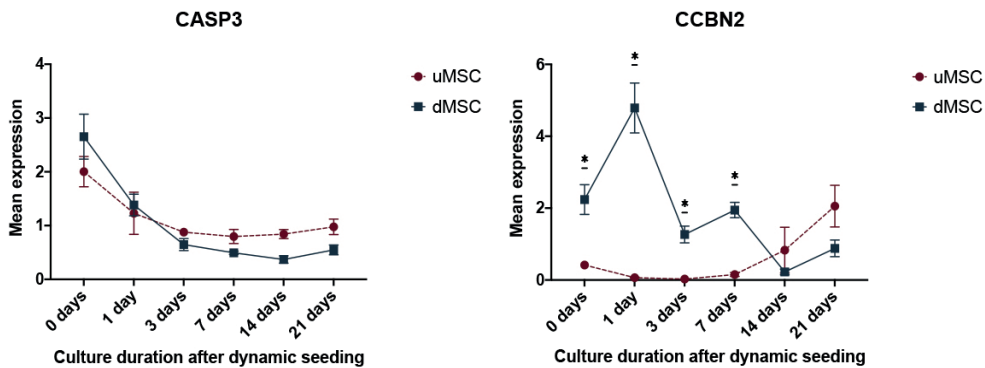 CASP3
4
3
2
1
0
Mean expression
0 days
1 day
3 days
7 days
14 days
21 days
Culture duration after dynamic seeding
uMSC
dMSC
CCBN2
6
4
2
0
Mean expression
*
*
*
*
0 days
1 day
3 days
7 days
14 days
21 days
Culture duration after dynamic seeding
uMSC
dMSC